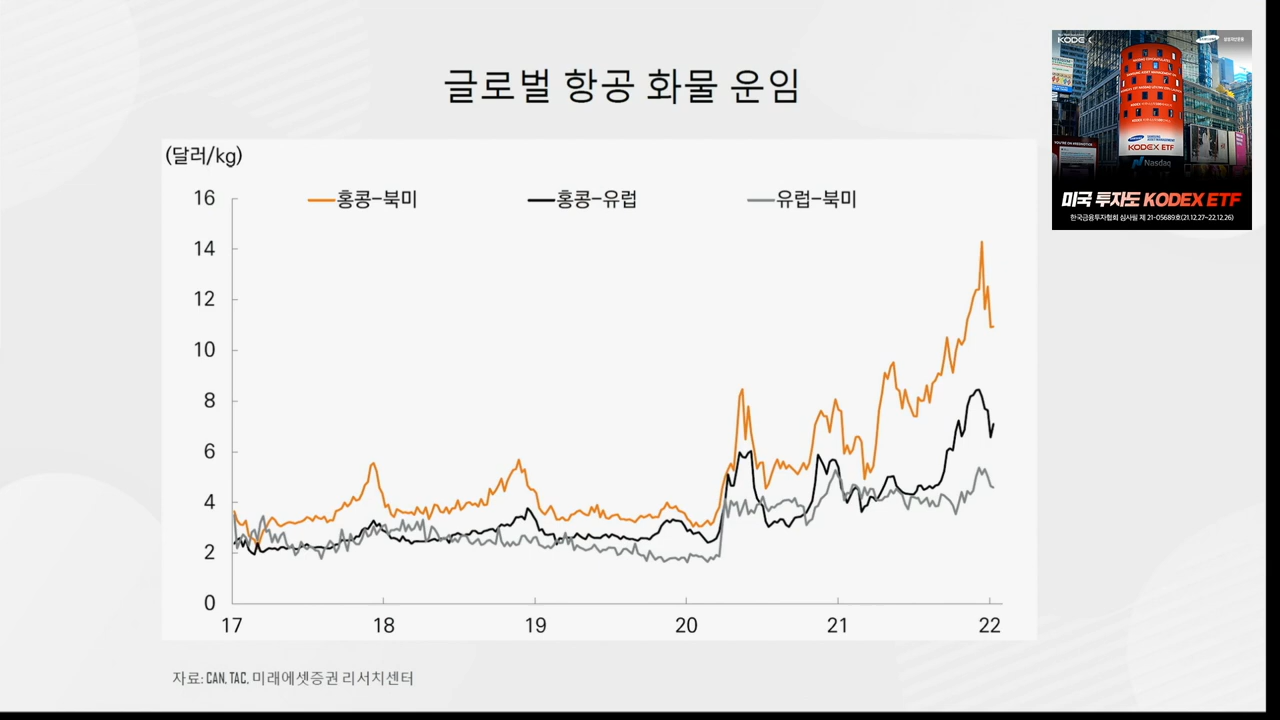 글로벌 항공 화물 운임
(달러/kg)
홍콩-북미
홍콩-유럽
유럽-북미
16
14
12
10
8
6
4
2
0
17
18
19
20
21
22
자료: CAN, TAC, 미래에셋증권 리서치센터
KODEX ETF
Nasdaq
미국 투자도 KODEX ETF
한국금융투자협회 심사필 제 21-05689호(21.12.27~22.12.26)